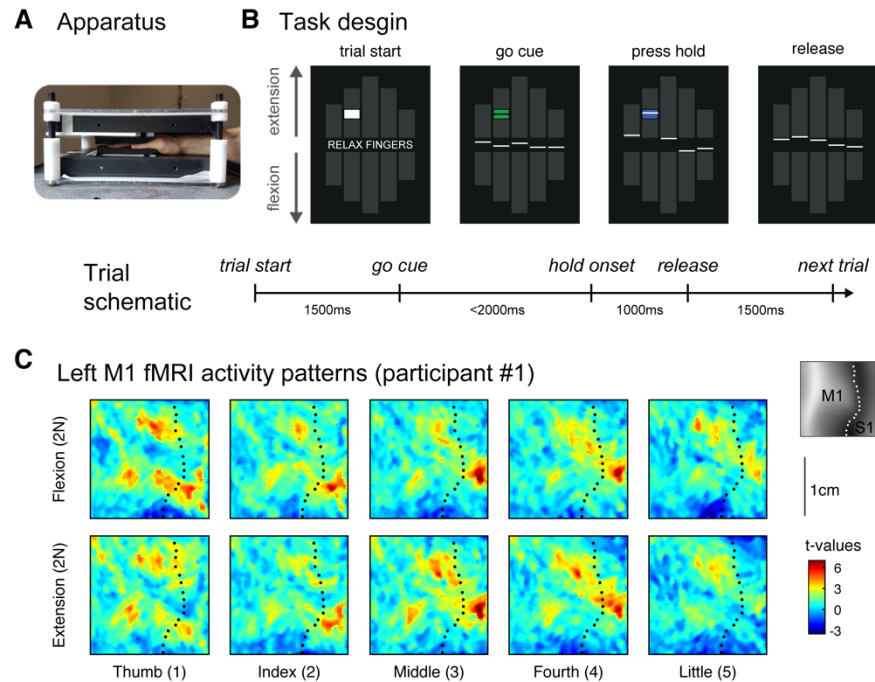 A Apparatus
B Task desgin
trial start
go cue
press hold
release
extension
flexion
RELAX FINGERS
Trial
schematic
trial start
go cue
hold onset
release
next trial
1500ms
<2000ms
1000ms
1500ms
C Left M1 fMRI activity patterns (participant #1)
Flexion (2N)
Extension (2N)
Thumb (1)
Index (2)
Middle (3)
Fourth (4)
Little (5)
M1
S1
1cm
t-values
6
3
0
-3